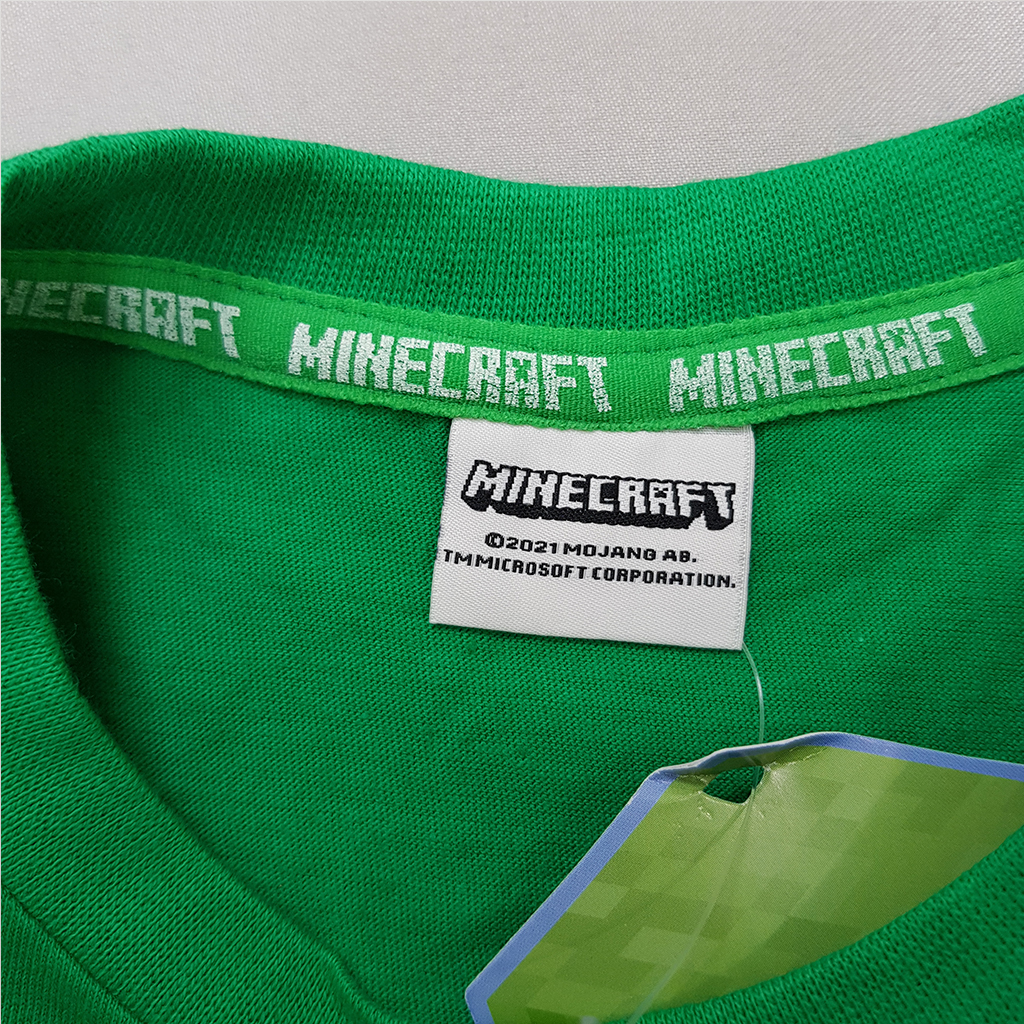 NECRAFT MINECRAFT MINECRAFT
MINECRAFT
©2021 MOJANG AB.
TM MICROSOFT CORPORATION.